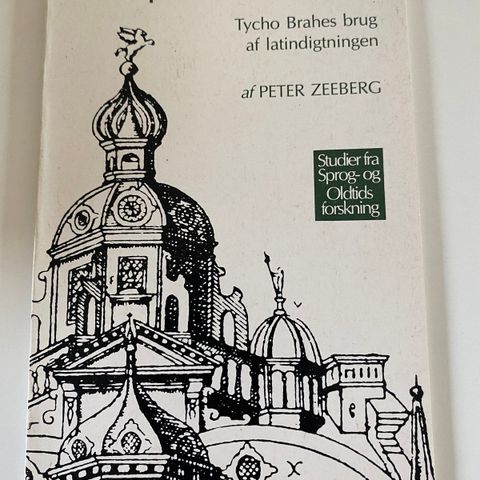 Tycho Brahes brug
af latindigtningen
af PETER ZEEBERG
Studier fra
Sprog- og
Oldtids
forskning